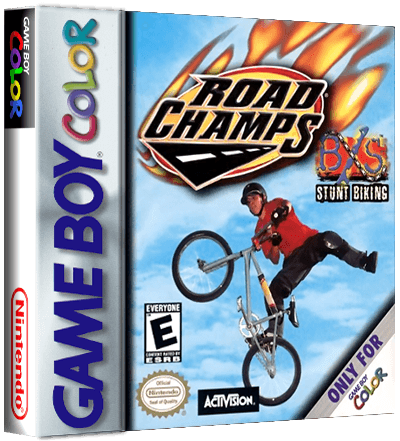 GAME BOY
COLOR
Nintendo
GAME BOY COLOR
ROAD
CHAMPS
BXS
STUNT BIKING
EVERYONE
E
CONTENT RATED BY
ESRB
Official
Nintendo
Seal of Quality
ACTIVISION
ONLY FOR
GAME BOY
COLOR